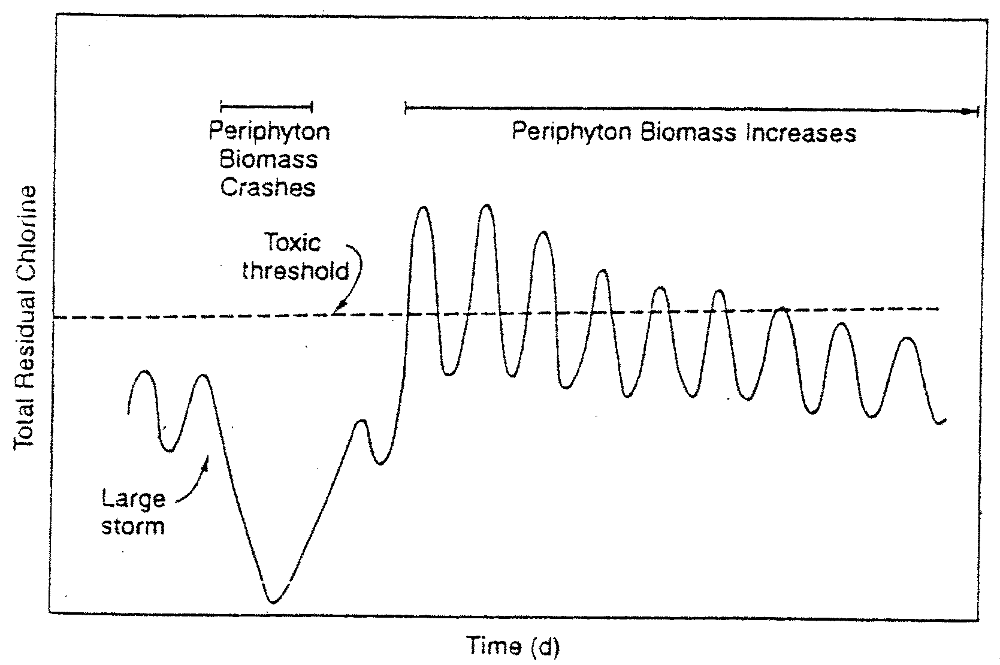 Periphyton
Biomass
Crashes
Periphyton Biomass Increases
Toxic
threshold
Large
storm
Total Residual Chlorine
Time (d)